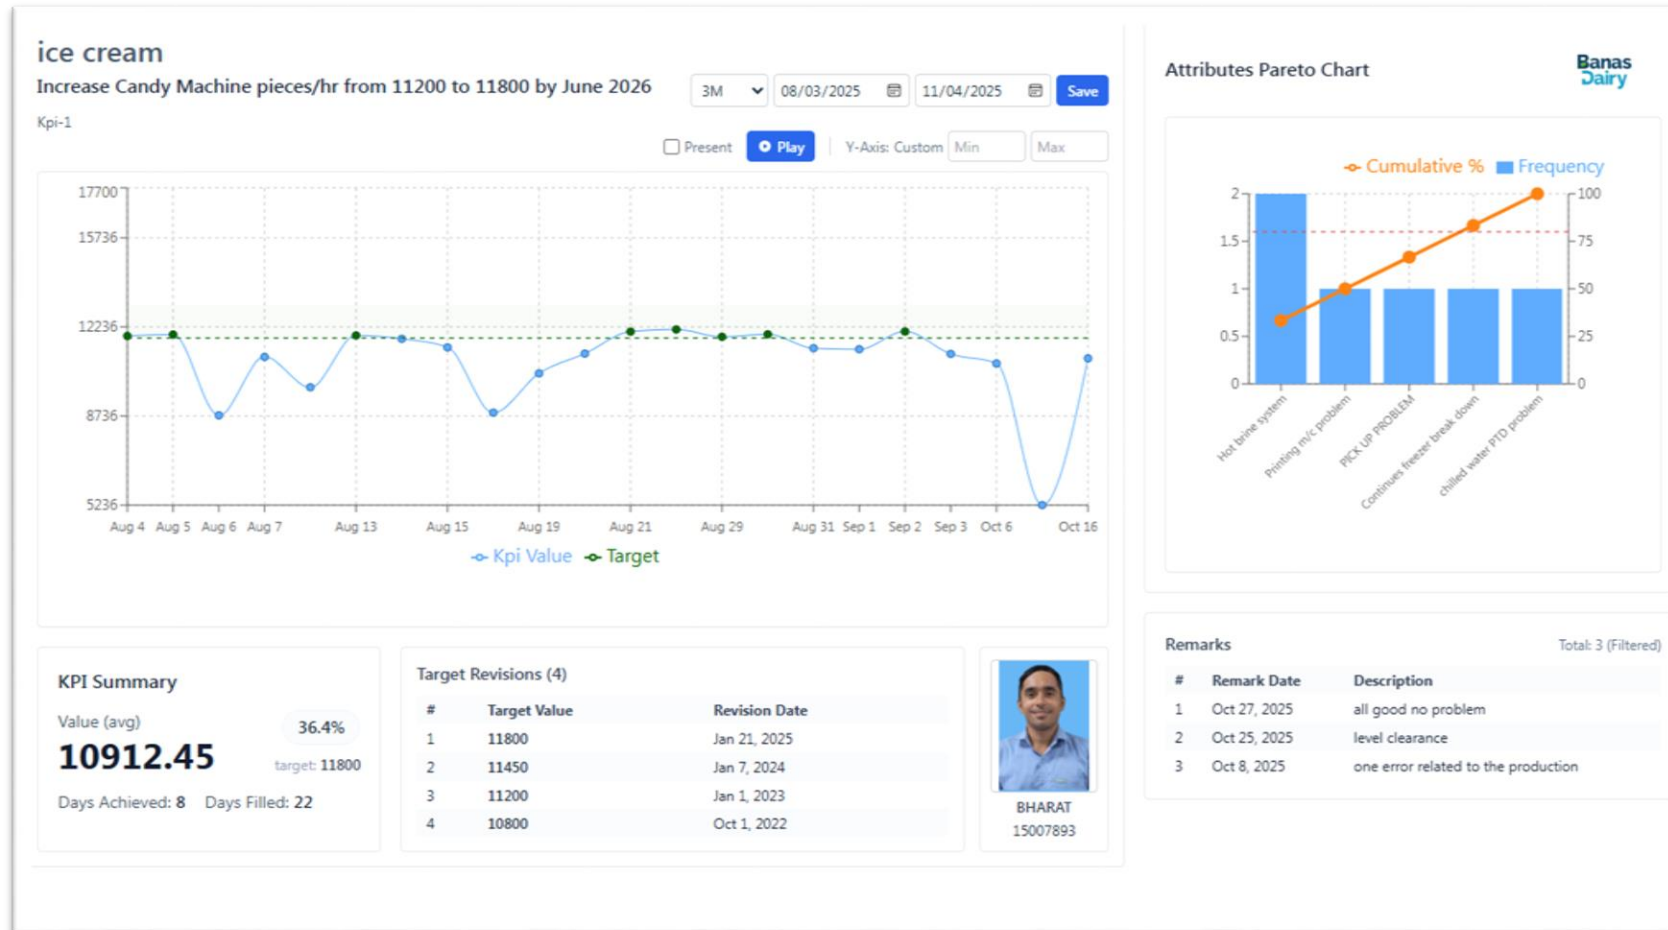 ice cream
Increase Candy Machine pieces/hr from 11200 to 11800 by June 2026
3M 08/03/2025 11/04/2025 Save
Kpi-1
Present Play Y-Axis: Custom Min Max
17700
15736
12236
8736
5236
Aug 4 Aug 5 Aug 6 Aug 7 Aug 13 Aug 15 Aug 19 Aug 21 Aug 29 Aug 31 Sep 1 Sep 2 Sep 3 Oct 6 Oct 16
Kpi Value Target
KPI Summary
Value (avg)
36.4%
10912.45
target: 11800
Days Achieved: 8 Days Filled: 22
Target Revisions (4)
# Target Value Revision Date
1 11800 Jan 21, 2025
2 11450 Jan 7, 2024
3 11200 Jan 1, 2023
4 10800 Oct 1, 2022
BHARAT
15007893
Attributes Pareto Chart
Banas
Dairy
Cumulative % Frequency
2 100
1.5 75
1 50
0.5 25
0 0
Hot brine system
Printing m/c problem
PICK UP PROBLEM
Continues freezer break down
chilled water PTD problem
Remarks Total: 3 (Filtered)
# Remark Date Description
1 Oct 27, 2025 all good no problem
2 Oct 25, 2025 level clearance
3 Oct 8, 2025 one error related to the production